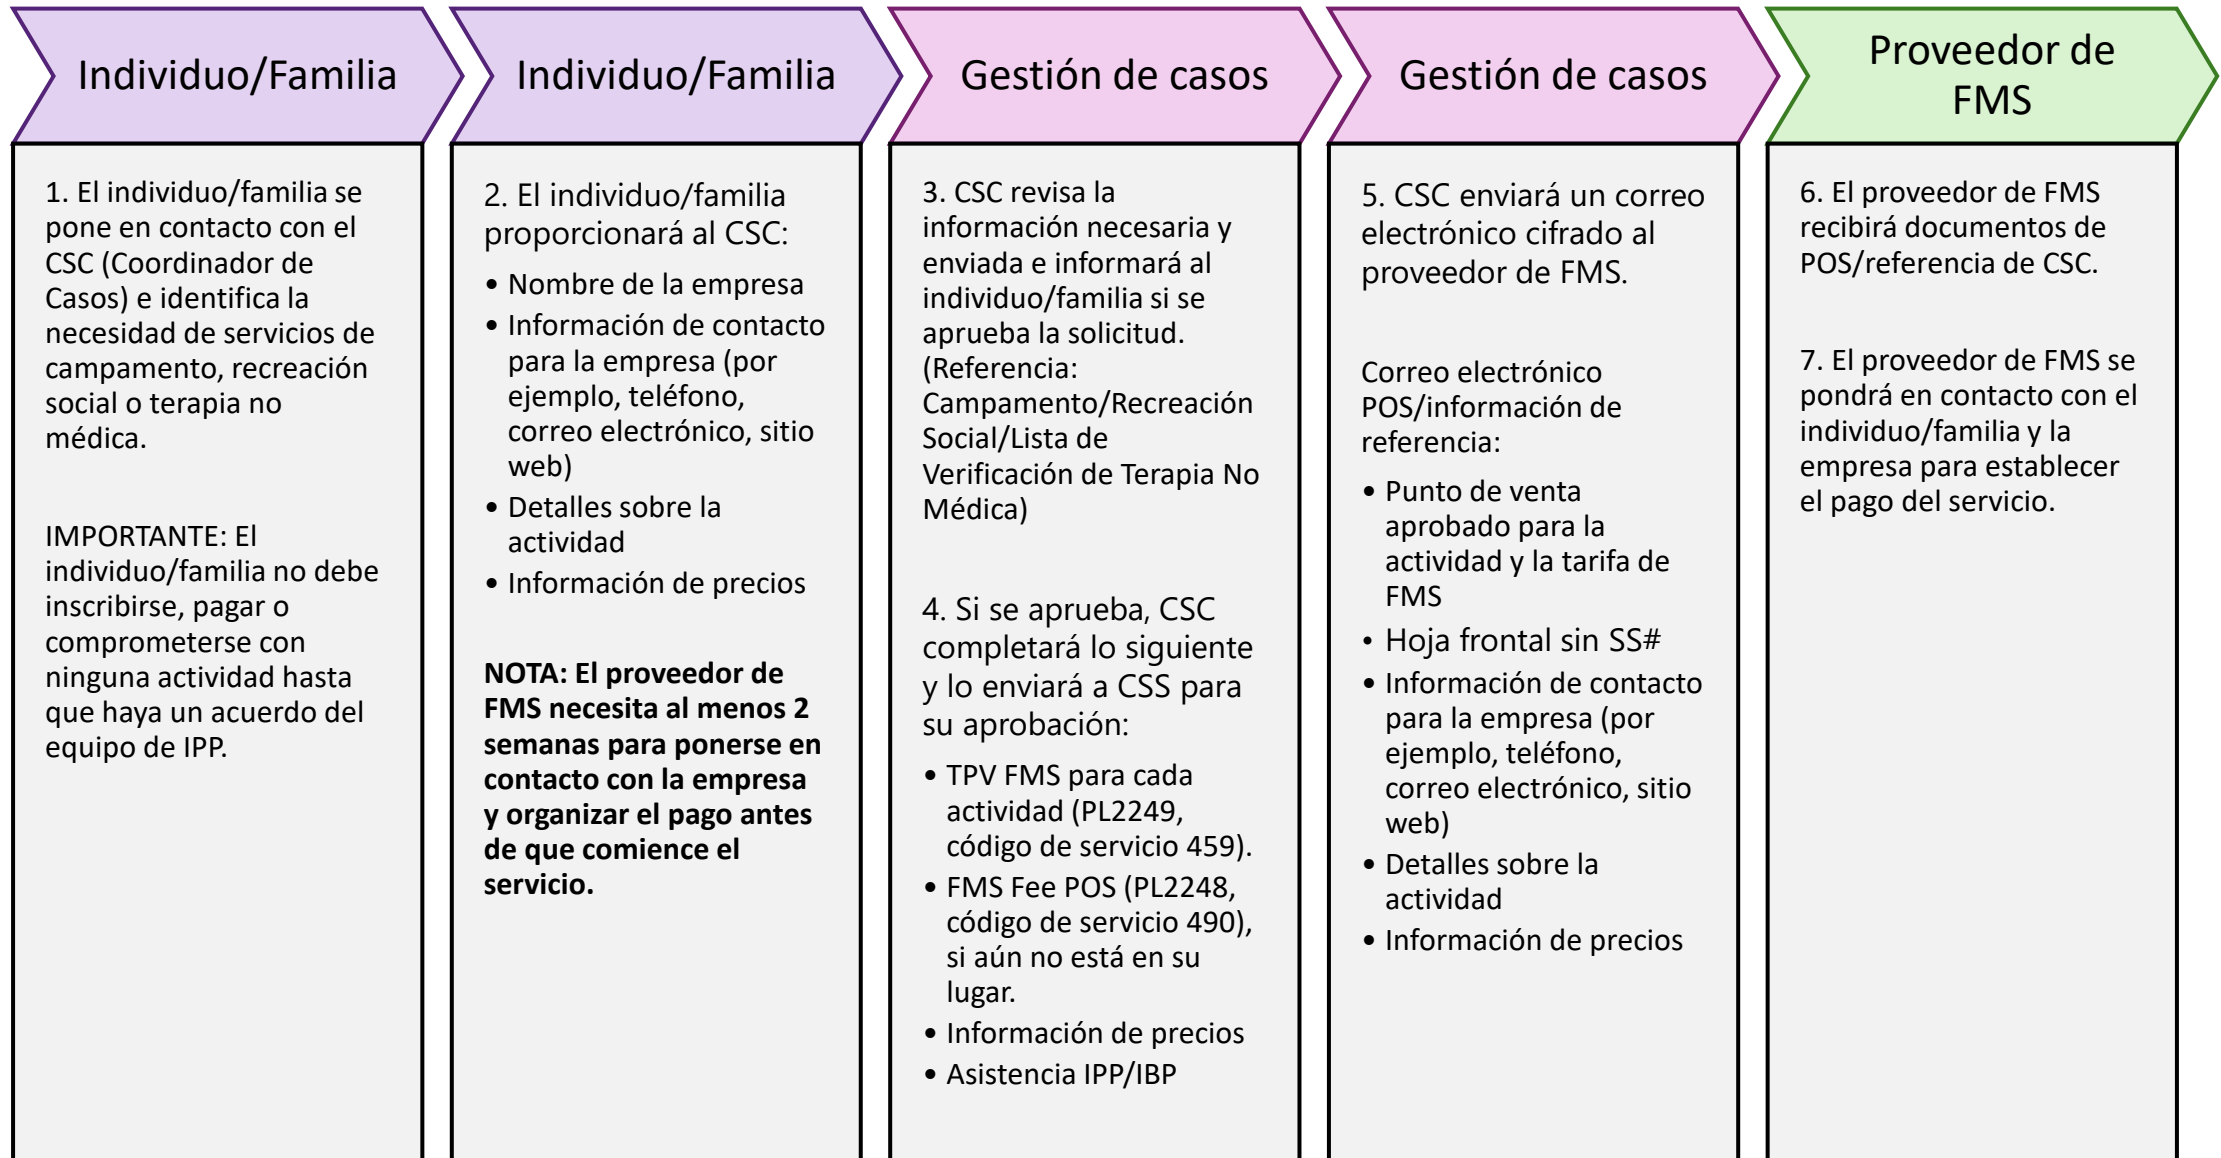 Individuo/Familia
1. El individuo/familia se
pone en contacto con el
CSC (Coordinador de
Casos) e identifica la
necesidad de servicios de
campamento, recreación
social o terapia no
médica.
IMPORTANTE: El
individuo/familia no debe
inscribirse, pagar o
comprometerse con
ninguna actividad hasta
que haya un acuerdo del
equipo de IPP.
Individuo/Familia
2. El individuo/familia
proporcionará al CSC:
• Nombre de la empresa
• Información de contacto
para la empresa (por
ejemplo, teléfono,
correo electrónico, sitio
web)
• Detalles sobre la
actividad
• Información de precios
NOTA: El proveedor de
FMS necesita al menos 2
semanas para ponerse en
contacto con la empresa
y organizar el pago antes
de que comience el
servicio.
Gestión de casos
3. CSC revisa la
información necesaria y
enviada e informará al
individuo/familia si se
aprueba la solicitud.
(Referencia:
Campamento/Recreación
Social/Lista de
Verificación de Terapia No
Médica)
4. Si se aprueba, CSC
completará lo siguiente
y lo enviará a CSS para
su aprobación:
• TPV FMS para cada
actividad (PL2249,
código de servicio 459).
• FMS Fee POS (PL2248,
código de servicio 490),
si aún no está en su
lugar.
• Información de precios
• Asistencia IPP/IBP
Gestión de casos
5. CSC enviará un correo
electrónico cifrado al
proveedor de FMS.
Correo electrónico
POS/información de
referencia:
• Punto de venta
aprobado para la
actividad y la tarifa de
FMS
• Hoja frontal sin SS#
• Información de contacto
para la empresa (por
ejemplo, teléfono,
correo electrónico, sitio
web)
• Detalles sobre la
actividad
• Información de precios
Proveedor de
FMS
6. El proveedor de FMS
recibirá documentos de
POS/referencia de CSC.
7. El proveedor de FMS se
pondrá en contacto con el
individuo/familia y la
empresa para establecer
el pago del servicio.